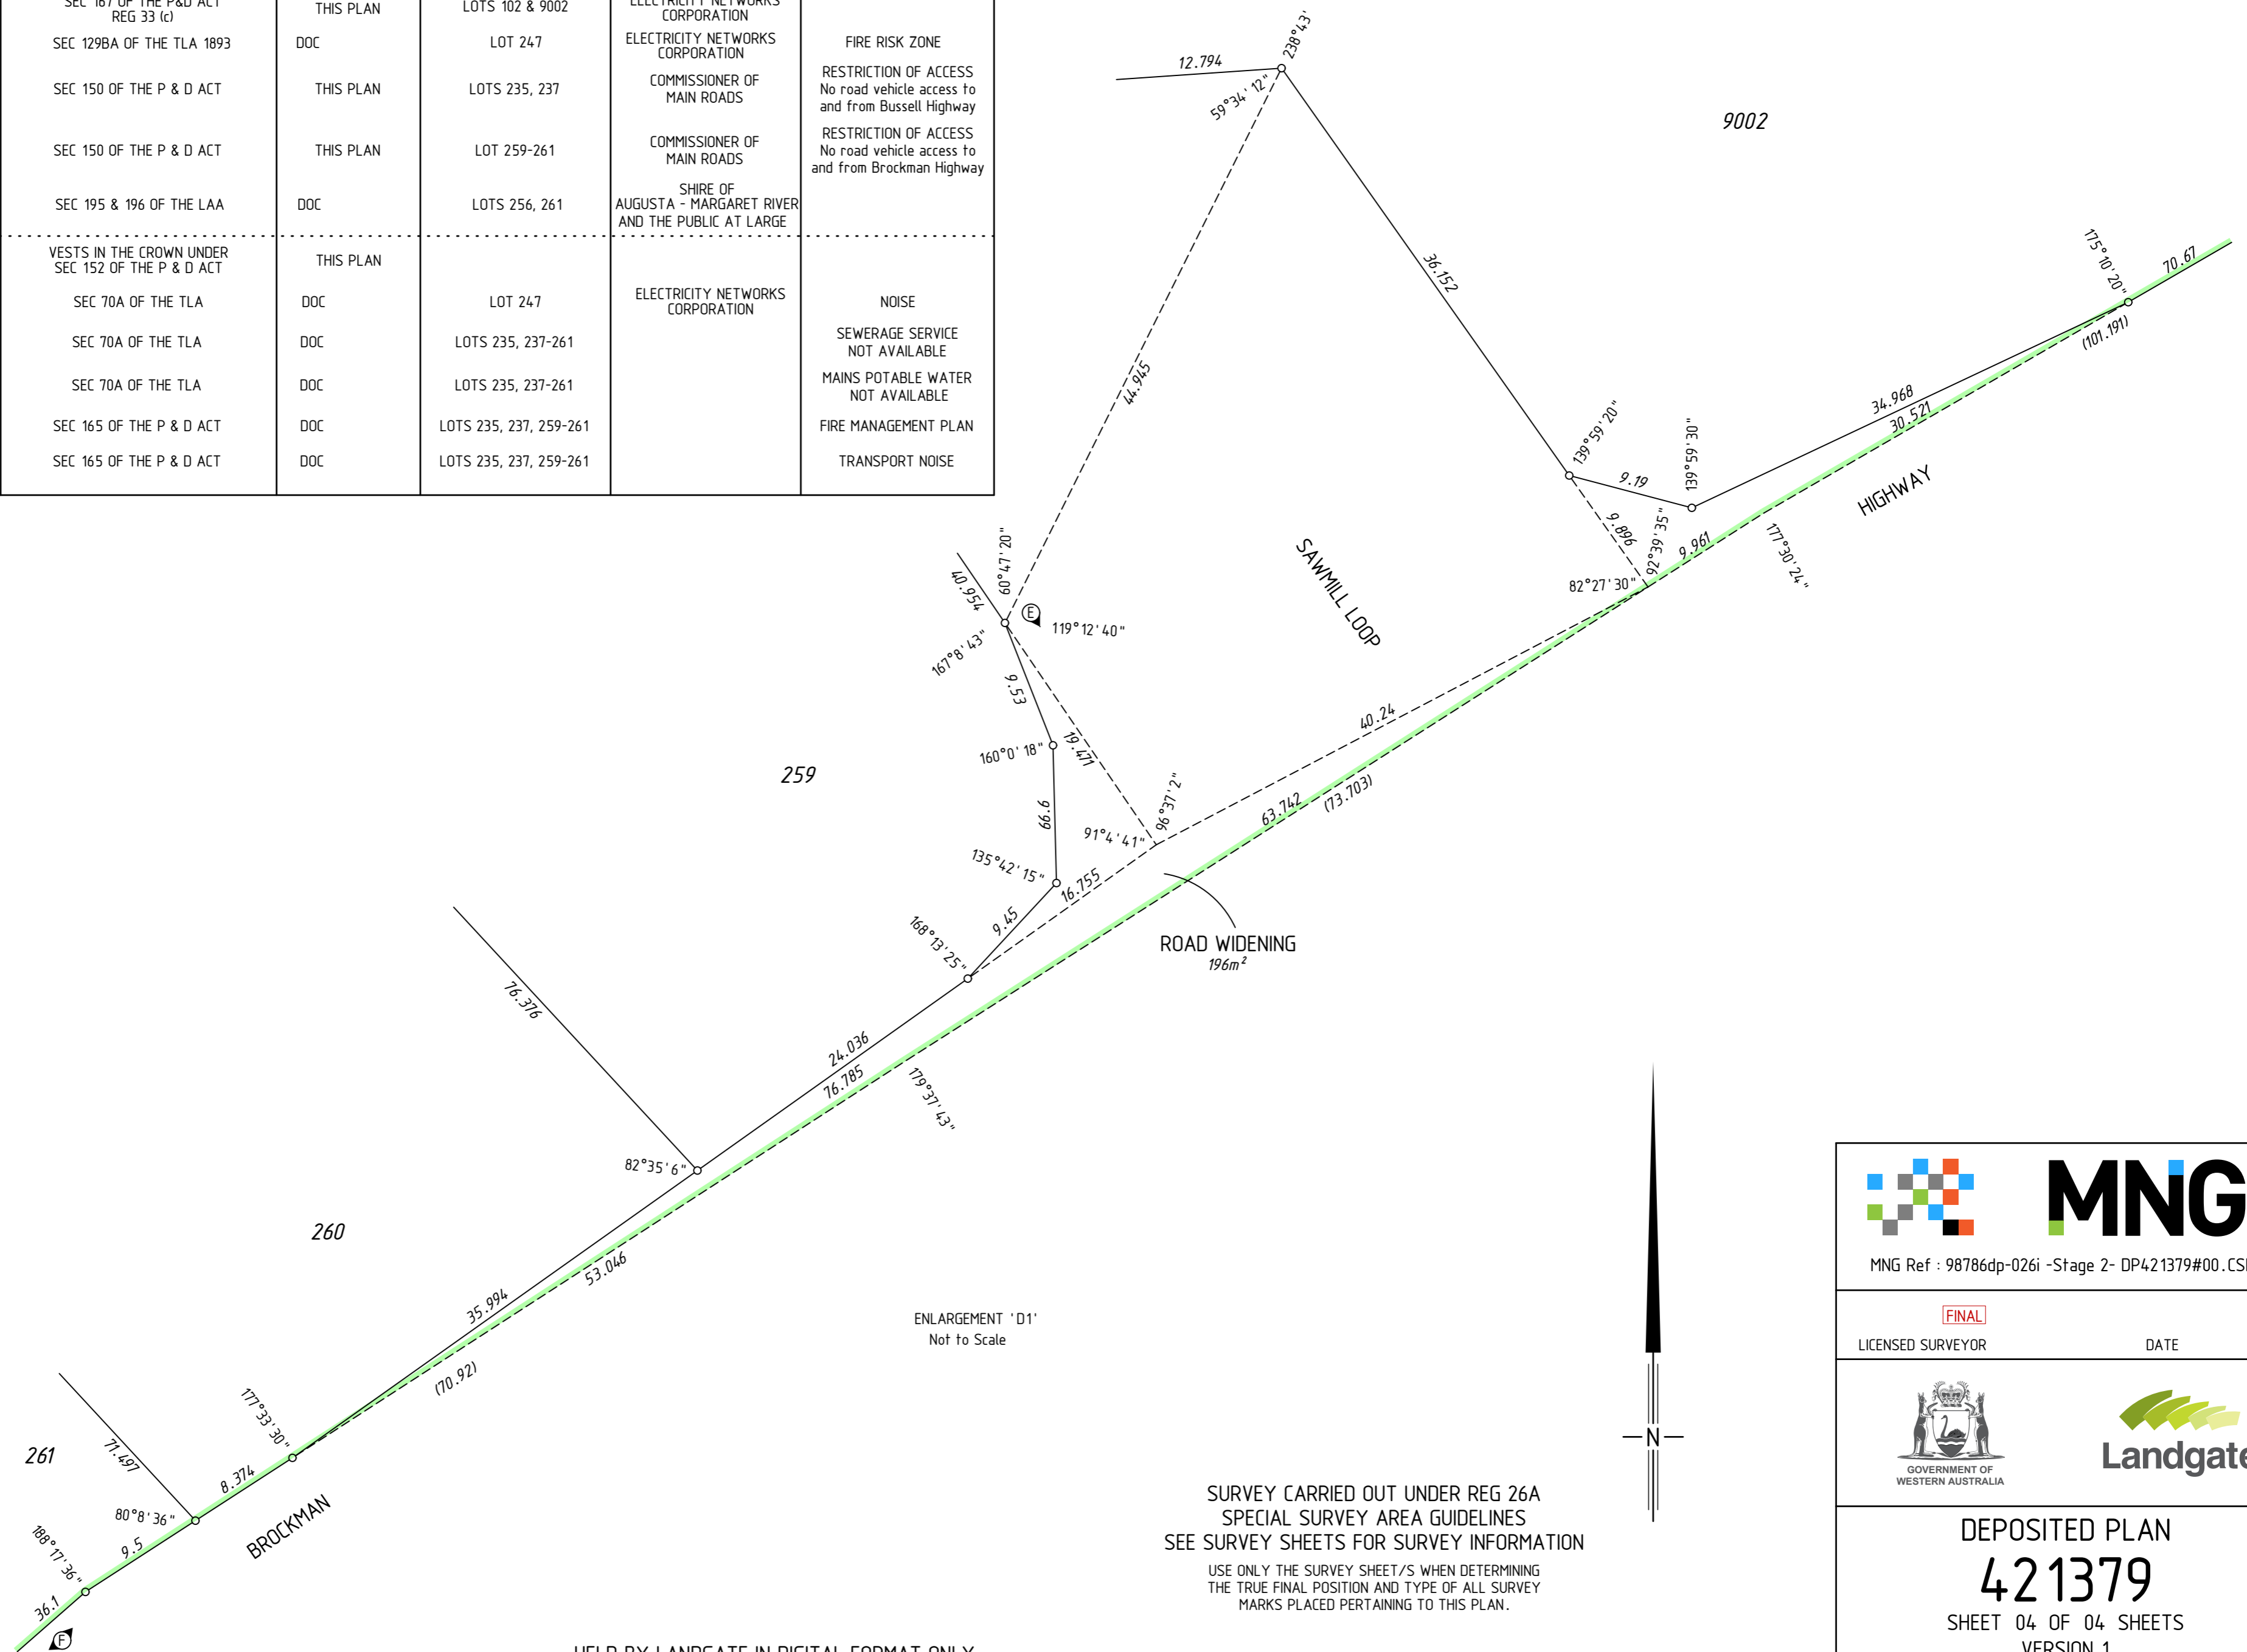 SEC 167 OF THE P&D ACT
REG 33 (c)
THIS PLAN
LOTS 102 & 9002
ELECTRICITY NETWORKS
CORPORATION
SEC 129BA OF THE TLA 1893
DOC
LOT 247
ELECTRICITY NETWORKS
CORPORATION
FIRE RISK ZONE
SEC 150 OF THE P & D ACT
THIS PLAN
LOTS 235, 237
COMMISSIONER OF
MAIN ROADS
RESTRICTION OF ACCESS
No road vehicle access to
and from Bussell Highway
SEC 150 OF THE P & D ACT
THIS PLAN
LOT 259-261
COMMISSIONER OF
MAIN ROADS
RESTRICTION OF ACCESS
No road vehicle access to
and from Brockman Highway
SEC 195 & 196 OF THE LAA
DOC
LOTS 256, 261
SHIRE OF
AUGUSTA - MARGARET RIVER
AND THE PUBLIC AT LARGE
VESTS IN THE CROWN UNDER
SEC 152 OF THE P & D ACT
THIS PLAN
SEC 70A OF THE TLA
DOC
LOT 247
ELECTRICITY NETWORKS
CORPORATION
NOISE
SEC 70A OF THE TLA
DOC
LOTS 235, 237-261
SEWERAGE SERVICE
NOT AVAILABLE
SEC 70A OF THE TLA
DOC
LOTS 235, 237-261
MAINS POTABLE WATER
NOT AVAILABLE
SEC 165 OF THE P & D ACT
DOC
LOTS 235, 237, 259-261
FIRE MANAGEMENT PLAN
SEC 165 OF THE P & D ACT
DOC
LOTS 235, 237, 259-261
TRANSPORT NOISE
12.794
238°43'
59°34'12"
9002
36.152
44.945
175°10'20"
70.67
(101.191)
34.968
30.521
139°59'20"
139°59'30"
9.19
9.896
92°39'35"
9.961
82°27'30"
177°30'24"
HIGHWAY
SAWMILL LOOP
40.954
60°47'20"
E
119°12'40"
167°8'43"
9.53
160°0'18"
19.471
9.99
96°37'2"
91°4'41"
40.24
63.742
(73.703)
259
135°42'15"
16.755
9.45
168°13'25"
ROAD WIDENING
196m²
76.376
24.036
76.785
179°37'43"
82°35'6"
260
53.046
35.994
(70.92)
177°33'30"
261
71.497
8.374
80°8'36"
BROCKMAN
188°17'36"
9.5
36.1
F
ENLARGEMENT 'D1'
Not to Scale
N
SURVEY CARRIED OUT UNDER REG 26A
SPECIAL SURVEY AREA GUIDELINES
SEE SURVEY SHEETS FOR SURVEY INFORMATION
USE ONLY THE SURVEY SHEET/S WHEN DETERMINING
THE TRUE FINAL POSITION AND TYPE OF ALL SURVEY
MARKS PLACED PERTAINING TO THIS PLAN.
HELD BY LANDGATE IN DIGITAL FORMAT ONLY
MNG
MNG Ref : 98786dp-026i -Stage 2- DP421379#00.CS
FINAL
LICENSED SURVEYOR
DATE
GOVERNMENT OF
WESTERN AUSTRALIA
Landgate
DEPOSITED PLAN
421379
SHEET 04 OF 04 SHEETS
VERSION 1